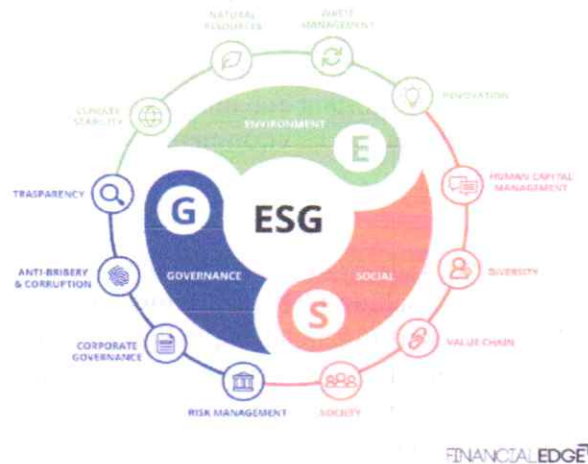 NATURAL
RESOURCES
WASTE
MANAGEMENT
CLIMATE
STABILITY
INNOVATION
ENVIRONMENT
E
TRASPARENCY
HUMAN CAPITAL
MANAGEMENT
G
ESG
ANTI-BRIBERY
& CORRUPTION
GOVERNANCE
SOCIAL
DIVERSITY
S
CORPORATE
GOVERNANCE
VALUE CHAIN
RISK MANAGEMENT
SOCIETY
FINANCIALEDGE